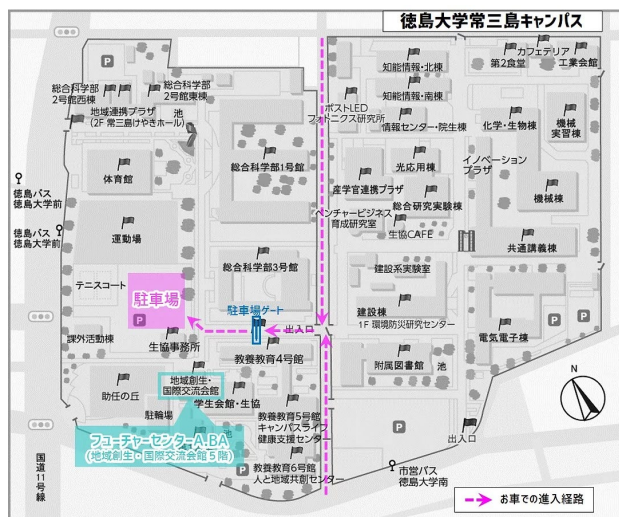 徳島大学常三島キャンパス
総合科学部
2号館西棟
総合科学部
2号館東棟
地域連携プラザ
(2F 常三島けやきホール)
池
体育館
総合科学部1号館
徳島バス
徳島大学前
徳島バス
徳島大学前
運動場
総合科学部3号館
テニスコート
駐車場
駐車場ゲート
出入口
課外活動棟
生協事務所
教養教育4号館
助任の丘
地域創生・
国際交流会館
学生会館・生協
駐輪場
教養教育5号館
キャンパスライフ
健康支援センター
フューチャーセンターA.BA
(地域創生・国際交流会館5階)
池
教養教育6号館
人と地域共創センター
国道11号線
知能情報・北棟
カフェテリア
第2食堂
工業会館
知能情報・南棟
ポストLED
フォトニクス研究所
情報センター・院生棟
化学・生物棟
機械
実習棟
光応用棟
イノベーション
プラザ
産学官連携プラザ
総合研究実験棟
機械棟
ベンチャービジネス
育成研究室
生協CAFE
共通講義棟
建設系実験室
建設棟
1F 環境防災研究センター
電気電子棟
附属図書館
池
出入口
市営バス
徳島大学南
N
P
P
P
P
P
お車での進入経路